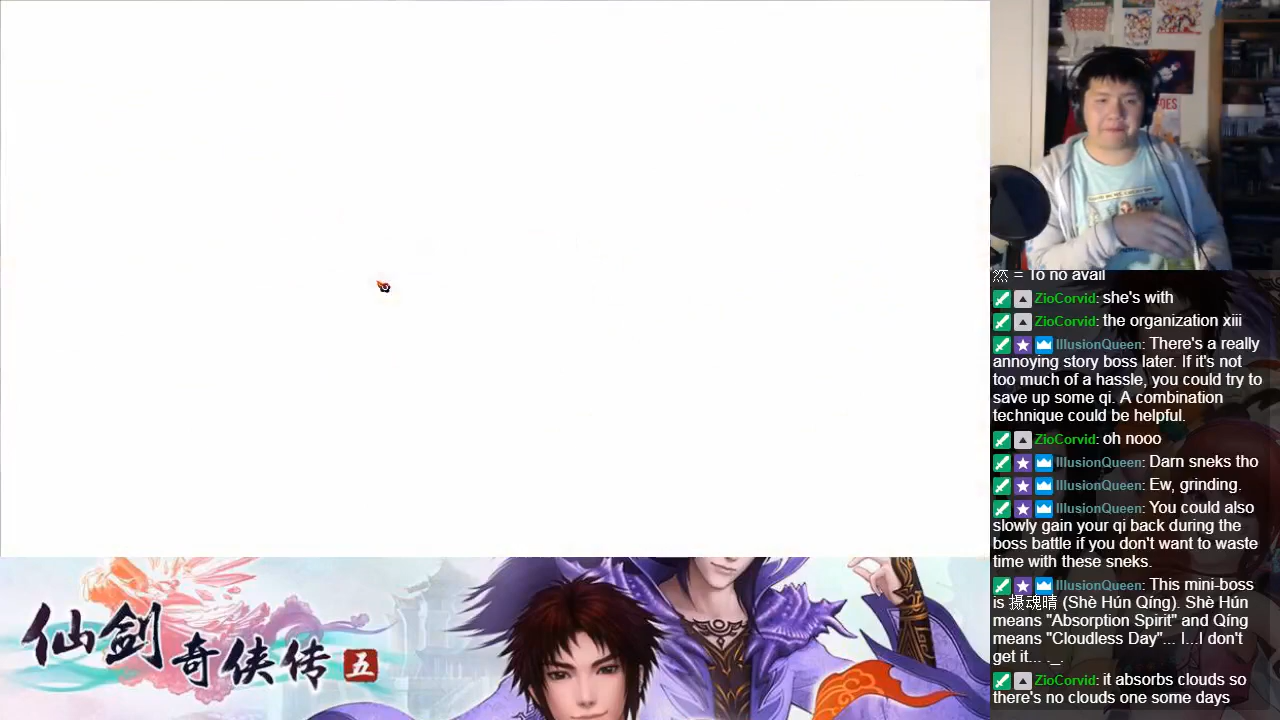 OES
然 = To no avail
ZioCorvid: she's with
ZioCorvid: the organization xiii
IllusionQueen: There's a really
annoying story boss later. If it's not
too much of a hassle, you could try to
save up some qi. A combination
technique could be helpful.
ZioCorvid: oh nooo
IllusionQueen: Darn sneks tho
IllusionQueen: Ew, grinding.
IllusionQueen: You could also
slowly gain your qi back during the
boss battle if you don't want to waste
time with these sneks.
IllusionQueen: This mini-boss
is 摄魂晴 (Shè Hún Qíng). Shè Hún
means "Absorption Spirit" and Qíng
means "Cloudless Day"... I...I don't
get it... ._.
ZioCorvid: it absorbs clouds so
there's no clouds one some days
仙剑
奇侠传 五